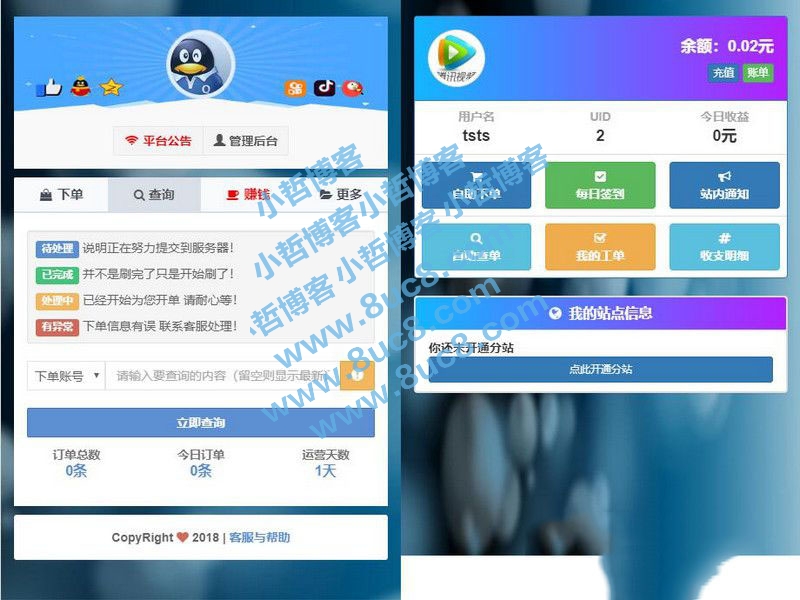 平台公告 管理后台
下单 查询 赚钱 更多
待处理 说明正在努力提交到服务器!
已完成 并不是刷完了只是开始刷了!
处理中 已经开始为您开单 请耐心等!
有异常 下单信息有误 联系客服处理!
下单账号 请输入要查询的内容(留空则显示最新
立即查询
订单总数 今日订单 运营天数
0条 0条 1天
CopyRight ❤ 2018 | 客服与帮助
腾讯视频
余额:0.02元
充值 账单
用户名 UID 今日收益
tsts 2 0元
自助下单 每日签到 站内通知
自助查单 我的工单 # 收支明细
我的站点信息
你还未开通分站
点此开通分站
小哲博客小哲博客
小哲博客 小哲博客
小哲博客 小哲博客
www.8uc8.com
www.8uc8.com